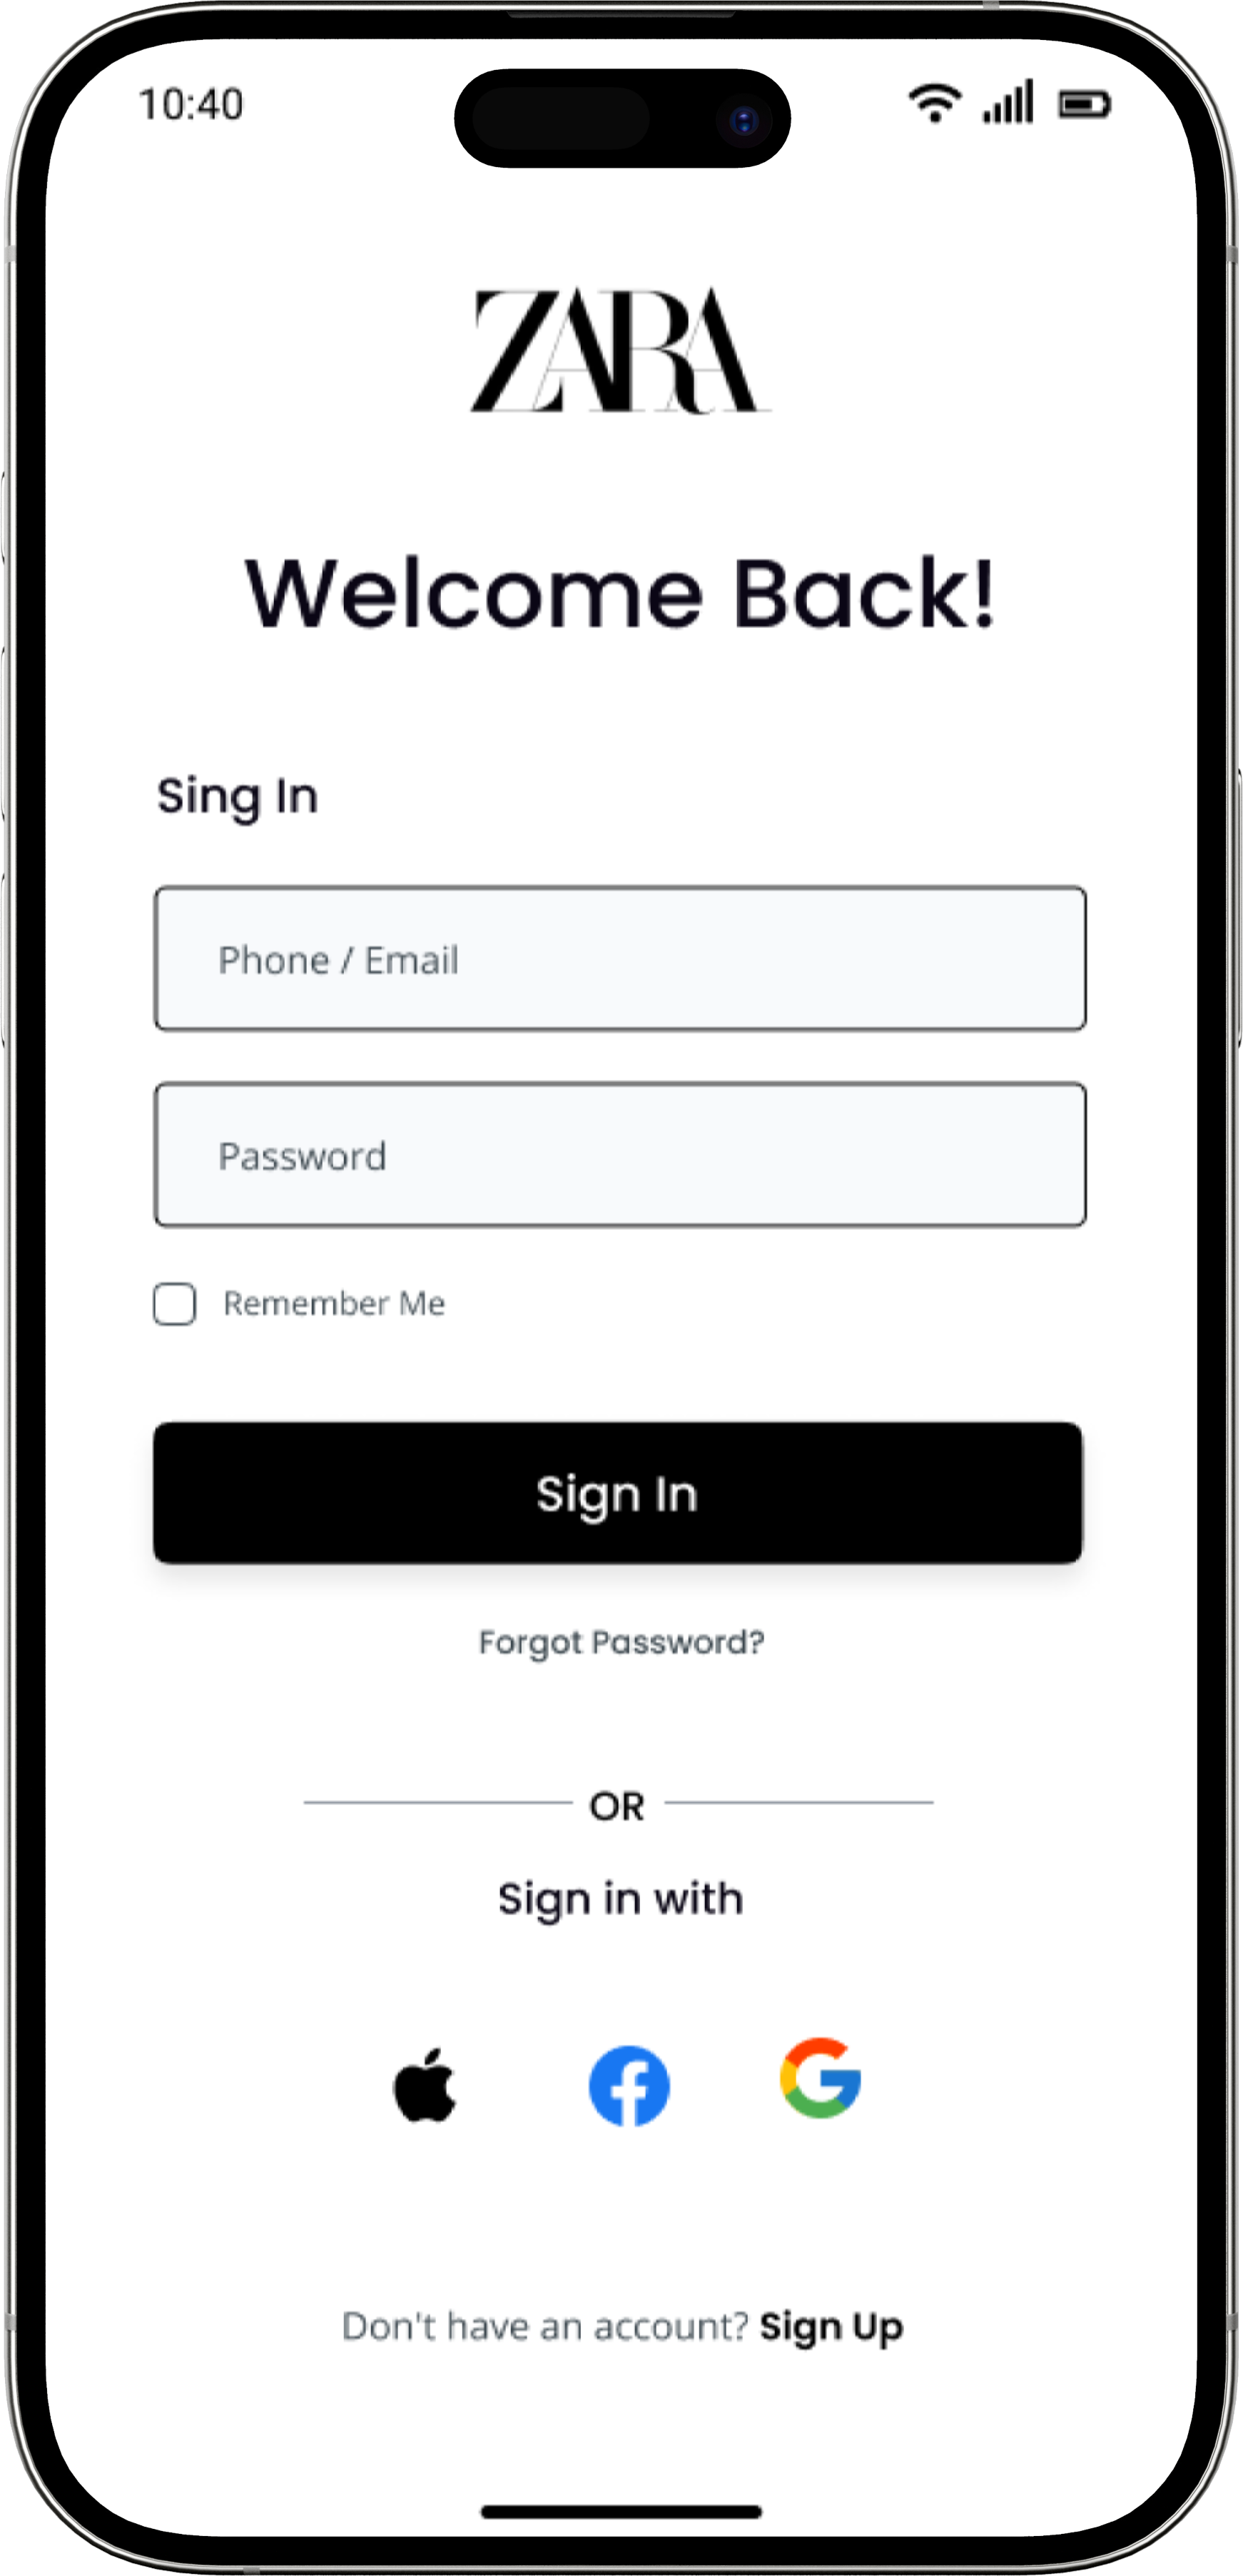 10:40
ZARA
Welcome Back!
Sing In
Phone / Email
Password
Remember Me
Sign In
Forgot Password?
OR
Sign in with
Don't have an account? Sign Up